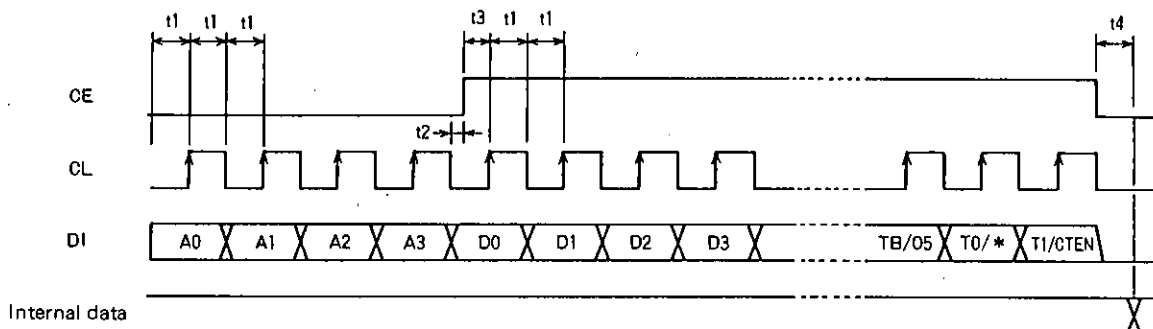 t1 t1 t1 t3 t1 t1 t4
CE
t2
CL
DI A0 A1 A2 A3 D0 D1 D2 D3 TB/05 T0/* T1/CTEN
Internal data